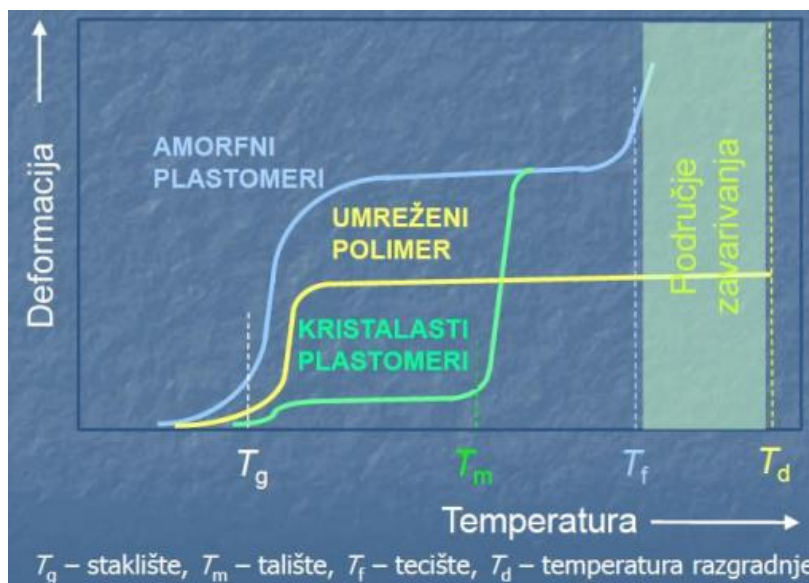 Deformacija
AMORFNI
PLASTOMERI
UMREŽENI
POLIMER
KRISTALASTI
PLASTOMERI
Područje
zavarivanja
Tg
Tm
Tf
Td
Temperatura
Tg – staklište, Tm – talište, Tf – tecište, Td – temperatura razgradnje